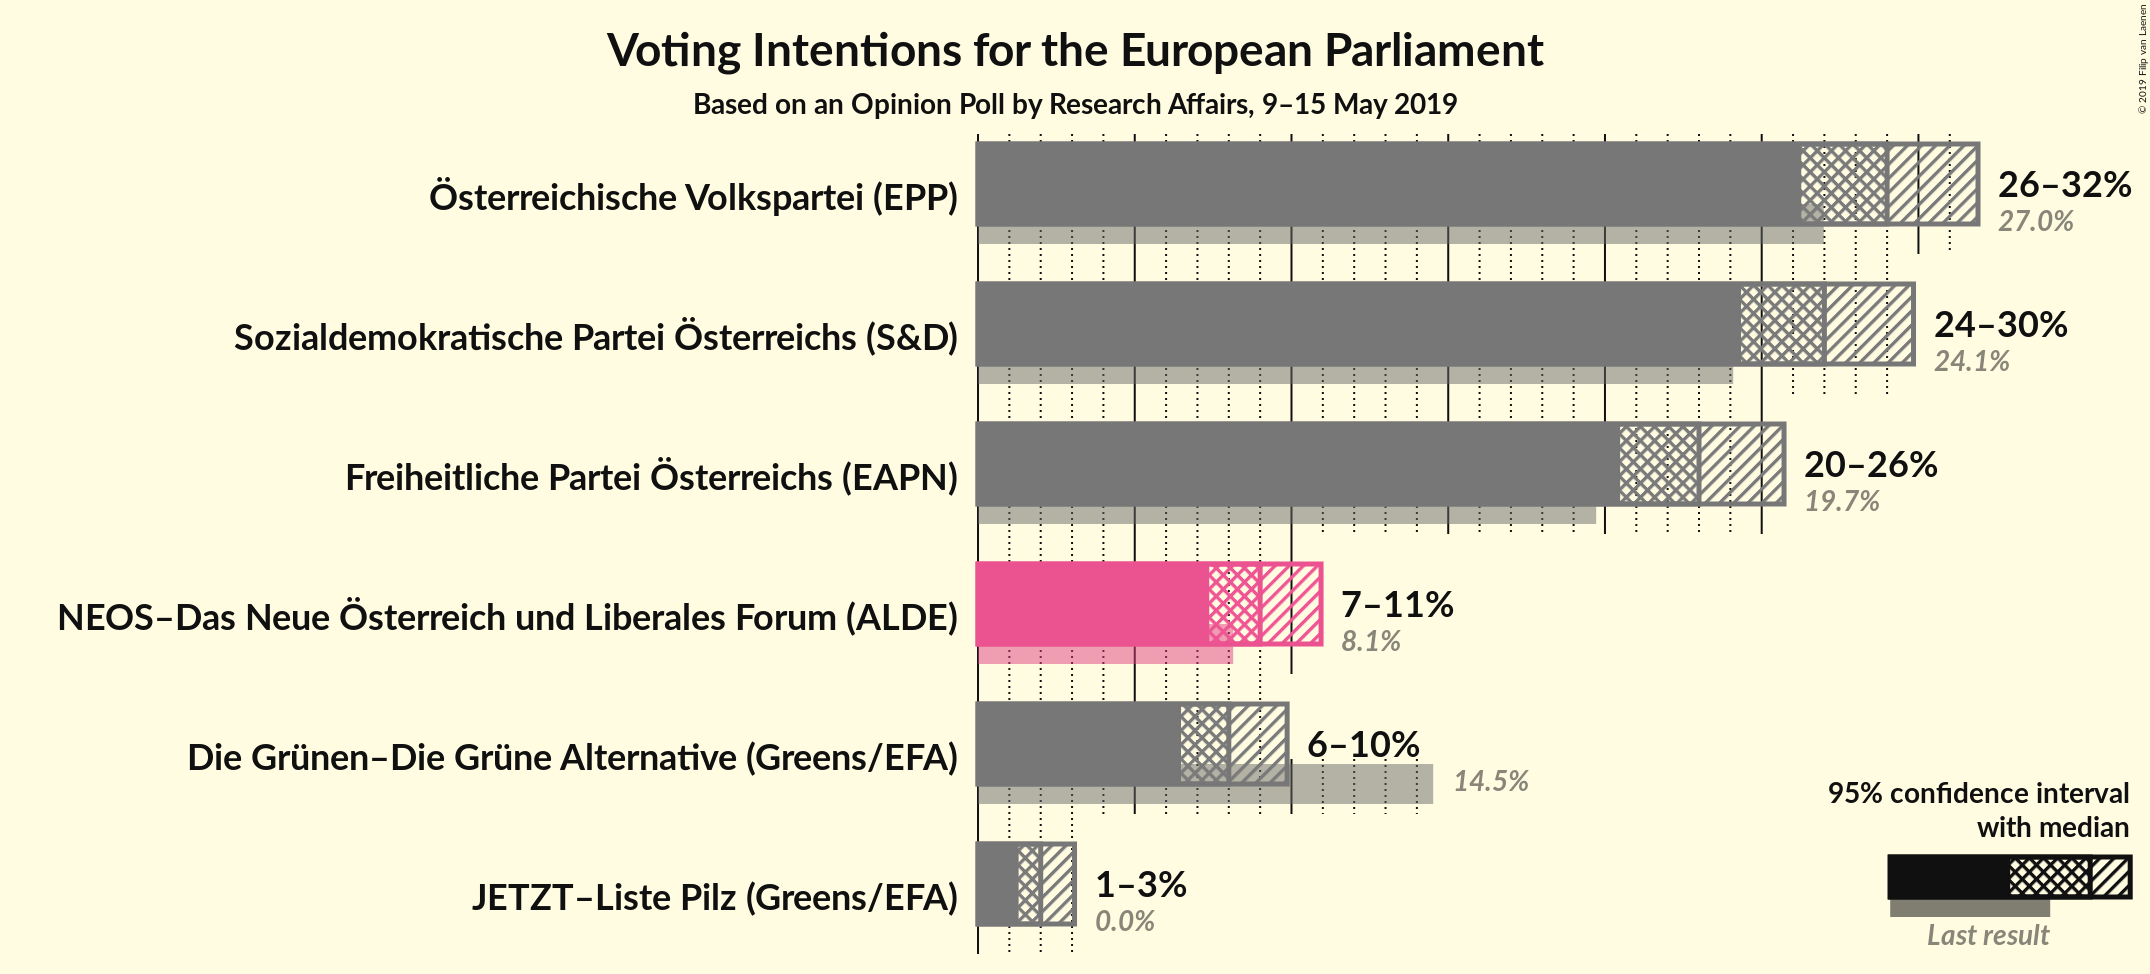 Voting Intentions for the European Parliament
Based on an Opinion Poll by Research Affairs, 9–15 May 2019
© 2019 Filip van Laenen
Österreichische Volkspartei (EPP)
26–32%
27.0%
Sozialdemokratische Partei Österreichs (S&D)
24–30%
24.1%
Freiheitliche Partei Österreichs (EAPN)
20–26%
19.7%
NEOS–Das Neue Österreich und Liberales Forum (ALDE)
7–11%
8.1%
Die Grünen–Die Grüne Alternative (Greens/EFA)
6–10%
14.5%
JETZT–Liste Pilz (Greens/EFA)
1–3%
0.0%
95% confidence interval
with median
Last result